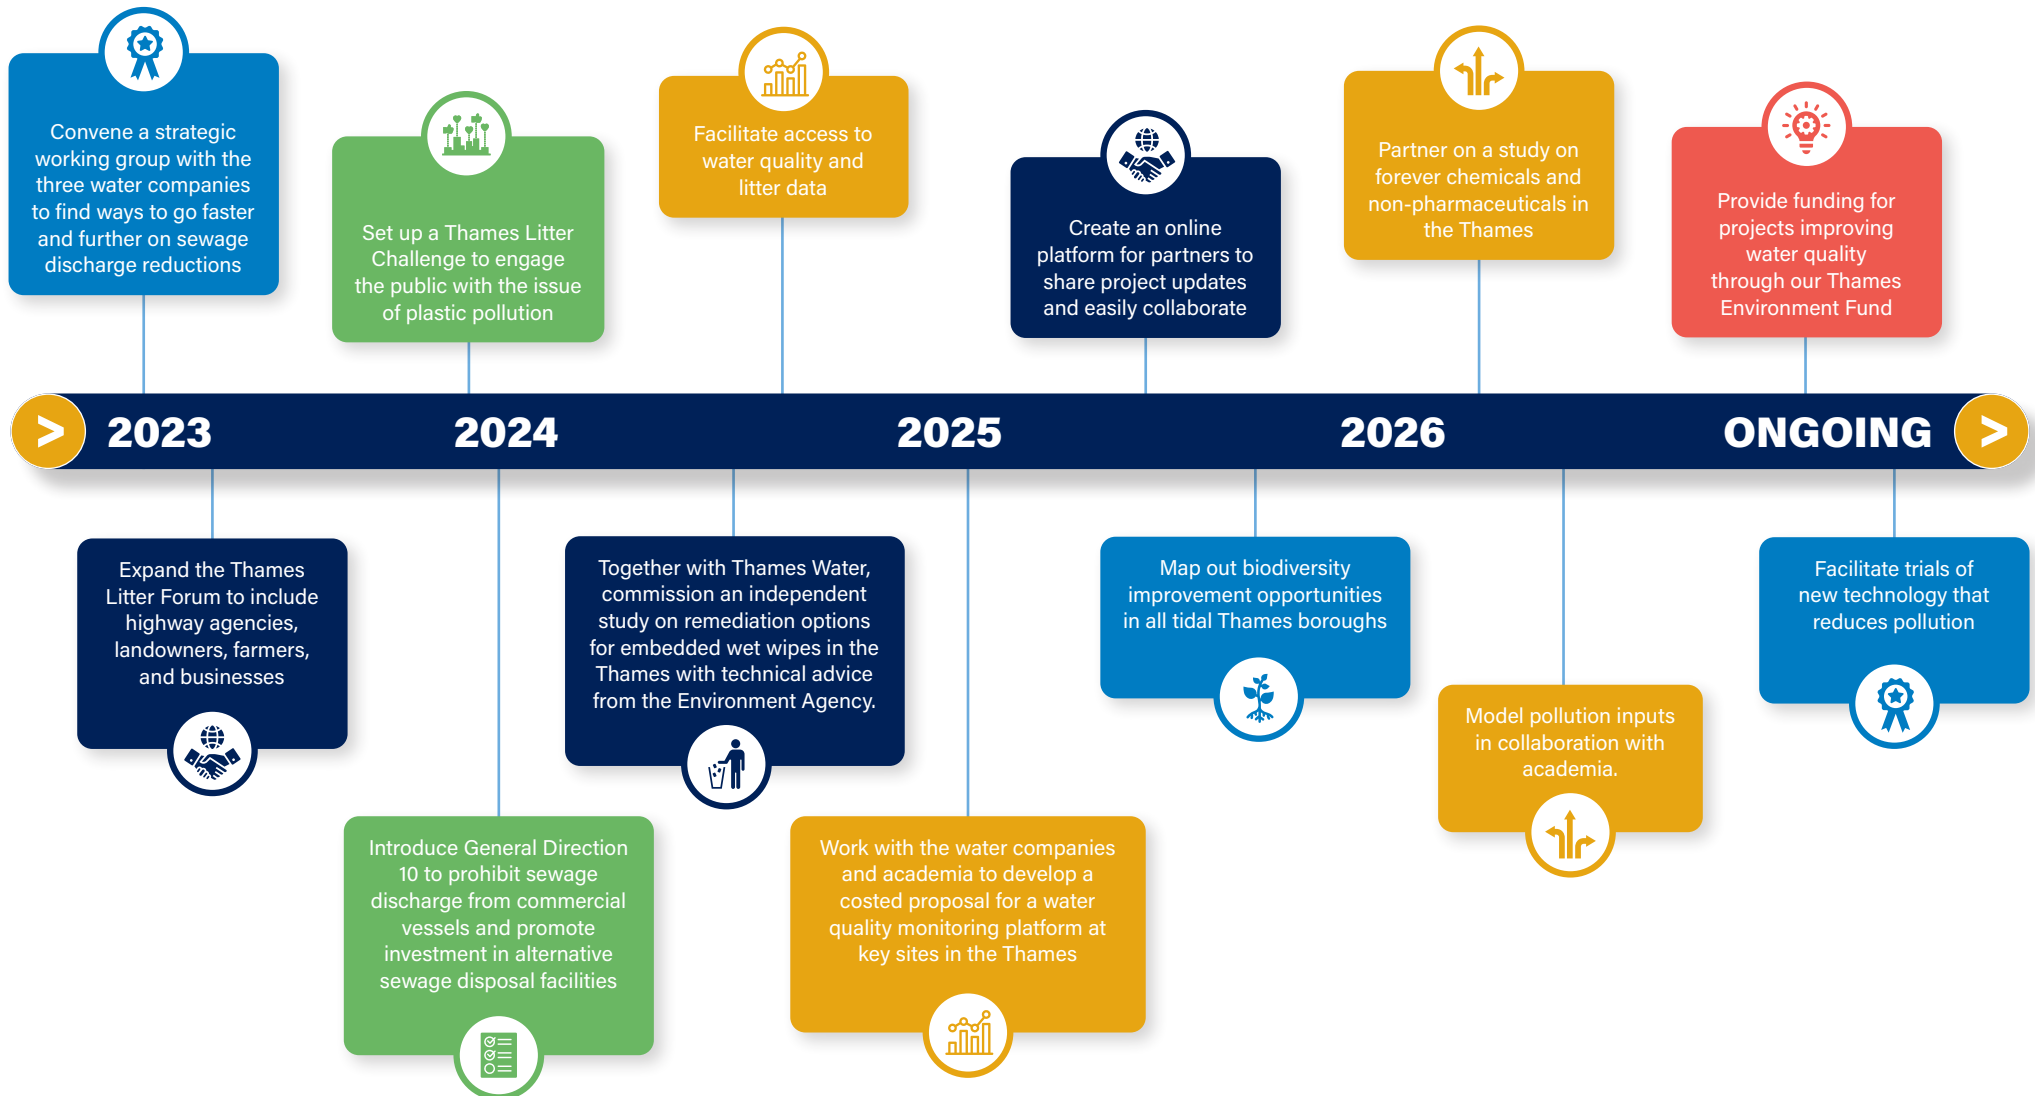 Convene a strategic
working group with the
three water companies
to find ways to go faster
and further on sewage
discharge reductions
Set up a Thames Litter
Challenge to engage
the public with the issue
of plastic pollution
Facilitate access to
water quality and
litter data
Create an online
platform for partners to
share project updates
and easily collaborate
Partner on a study on
forever chemicals and
non-pharmaceuticals in
the Thames
Provide funding for
projects improving
water quality
through our Thames
Environment Fund
> 2023 2024 2025 2026 ONGOING >
Expand the Thames
Litter Forum to include
highway agencies,
landowners, farmers,
and businesses
Introduce General Direction
10 to prohibit sewage
discharge from commercial
vessels and promote
investment in alternative
sewage disposal facilities
Together with Thames Water,
commission an independent
study on remediation options
for embedded wet wipes in the
Thames with technical advice
from the Environment Agency.
Work with the water companies
and academia to develop a
costed proposal for a water
quality monitoring platform at
key sites in the Thames
Map out biodiversity
improvement opportunities
in all tidal Thames boroughs
Model pollution inputs
in collaboration with
academia.
Facilitate trials of
new technology that
reduces pollution